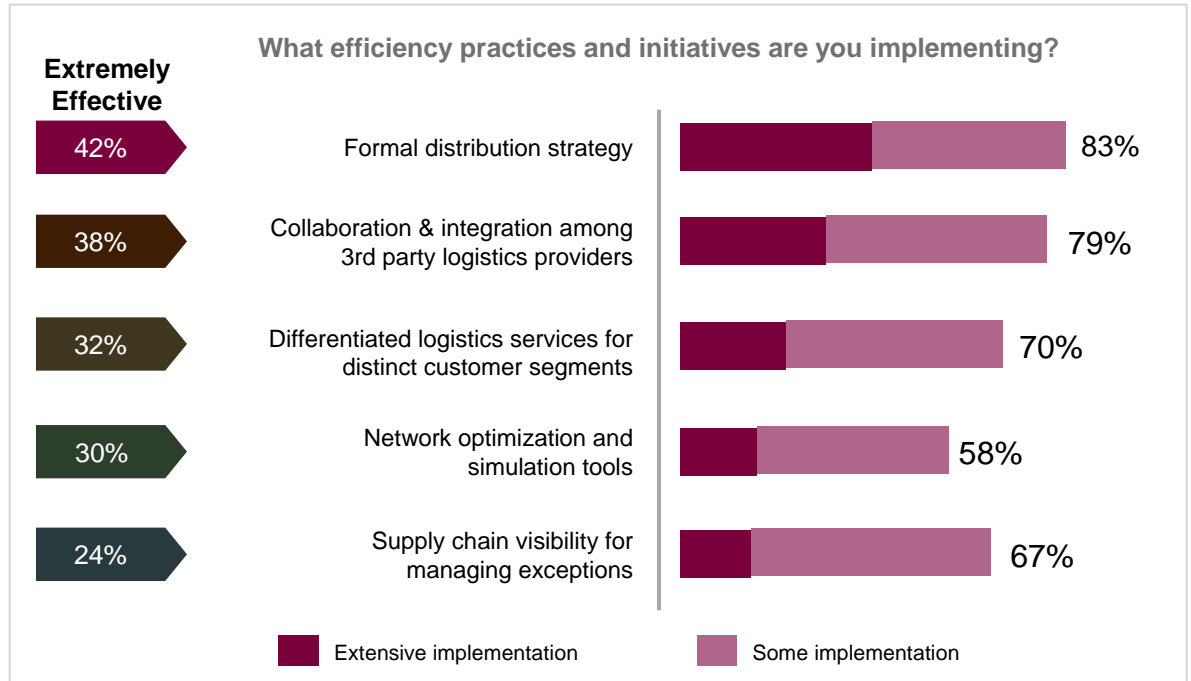 What efficiency practices and initiatives are you implementing?
Extremely
Effective
42%
Formal distribution strategy
83%
38%
Collaboration & integration among
3rd party logistics providers
79%
32%
Differentiated logistics services for
distinct customer segments
70%
30%
Network optimization and
simulation tools
58%
24%
Supply chain visibility for
managing exceptions
67%
Extensive implementation
Some implementation